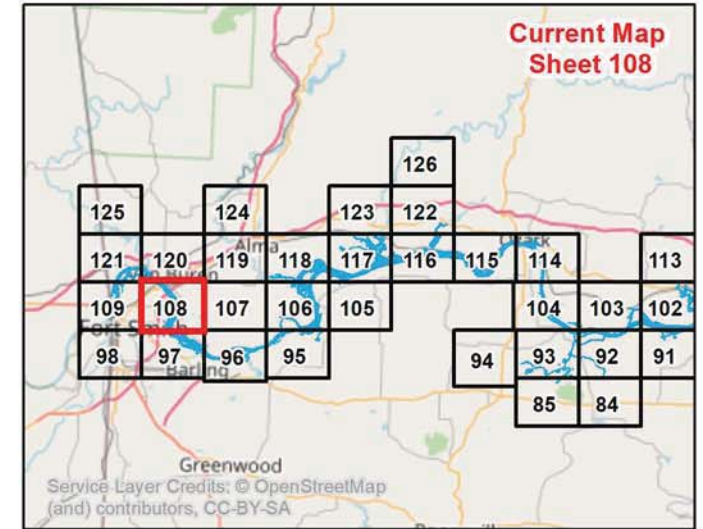 Current Map
Sheet 108
126
125 124 123 122
Alma
121 120 119 118 117 116 115 114 113
109 108 107 106 105 104 103 102
Fort Smith
98 97 96 95 94 93 92 91
Barling
85 84
Greenwood
Service Layer Credits: © OpenStreetMap
(and) contributors, CC-BY-SA